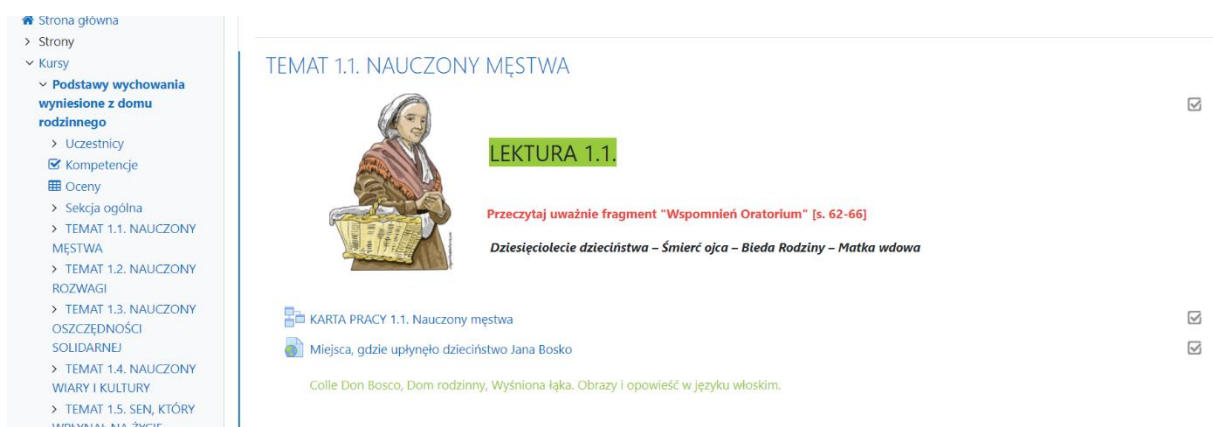 Strona główna
Strony
Kursy
Podstawy wychowania
wyniesione z domu
rodzinnego
Uczestnicy
Kompetencje
Oceny
Sekcja ogólna
TEMAT 1.1. NAUCZONY
MĘSTWA
TEMAT 1.2. NAUCZONY
ROZWAGI
TEMAT 1.3. NAUCZONY
OSZCZĘDNOŚCI
SOLIDARNEJ
TEMAT 1.4. NAUCZONY
WIARY I KULTURY
TEMAT 1.5. SEN, KTÓRY
WPŁYNĄŁ NA ŻYCIE
TEMAT 1.1. NAUCZONY MĘSTWA
LEKTURA 1.1.
Przeczytaj uważnie fragment "Wspomnień Oratorium" [s. 62-66]
Dziesięciolecie dzieciństwa – Śmierć ojca – Bieda Rodziny – Matka wdowa
KARTA PRACY 1.1. Nauczony męstwa
Miejsca, gdzie upłynęło dzieciństwo Jana Bosko
Colle Don Bosco, Dom rodzinny, Wyśniona łąka. Obrazy i opowieść w języku włoskim.